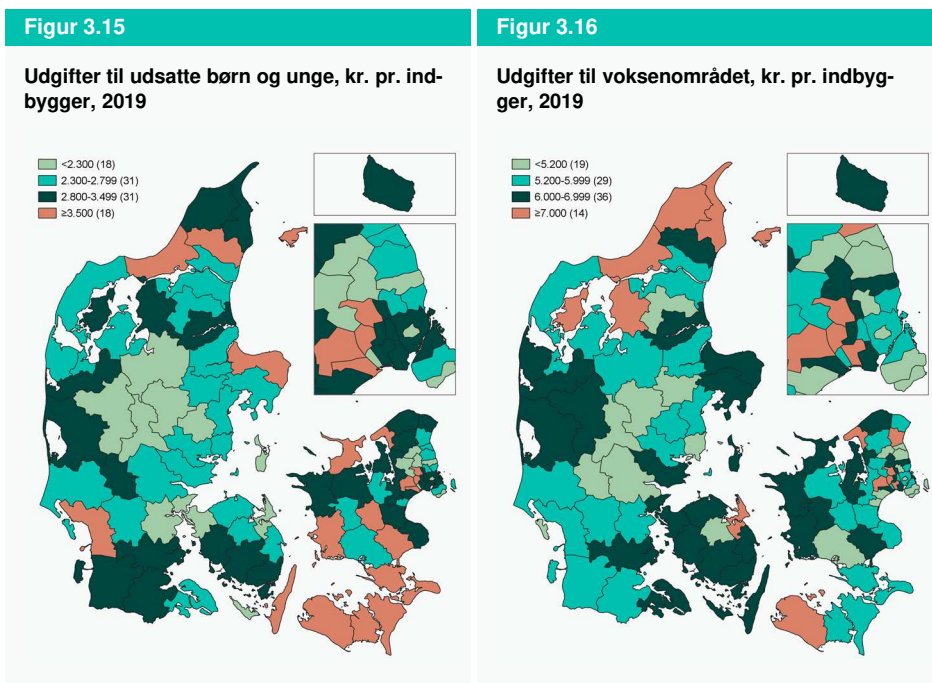 Figur 3.15
Udgifter til udsatte børn og unge, kr. pr. ind-
bygger, 2019
<2.300 (18)
2.300-2.799 (31)
2.800-3.499 (31)
≥3.500 (18)
Figur 3.16
Udgifter til voksenområdet, kr. pr. indbyg-
ger, 2019
<5.200 (19)
5.200-5.999 (29)
6.000-6.999 (36)
≥7.000 (14)